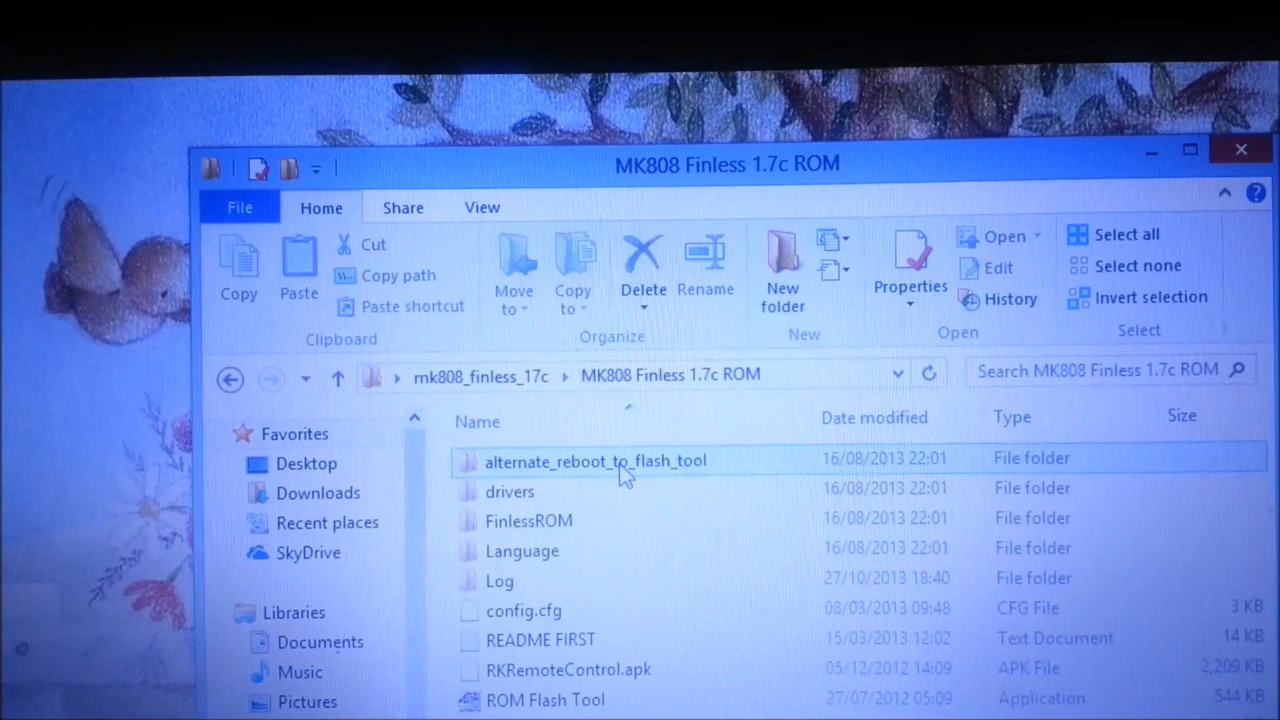 MK808 Finless 1.7c ROM
File Home Share View
Copy Paste Cut Copy path Paste shortcut Move to Copy to Delete Rename New folder Properties Open Edit History Select all Select none Invert selection
Clipboard Organize New Open Select
mk808_finless_17c MK808 Finless 1.7c ROM Search MK808 Finless 1.7c ROM
Name Date modified Type Size
Favorites
Desktop
Downloads
Recent places
SkyDrive
Libraries
Documents
Music
Pictures
alternate_reboot_to_flash_tool 16/08/2013 22:01 File folder
drivers 16/08/2013 22:01 File folder
FinlessROM 16/08/2013 22:01 File folder
Language 16/08/2013 22:01 File folder
Log 27/10/2013 18:40 File folder
config.cfg 08/03/2013 09:48 CFG File 3 KB
README FIRST 15/03/2013 12:02 Text Document 14 KB
RKRemoteControl.apk 05/12/2012 14:09 APK File 2,209 KB
ROM Flash Tool 27/07/2012 05:09 Application 544 KB